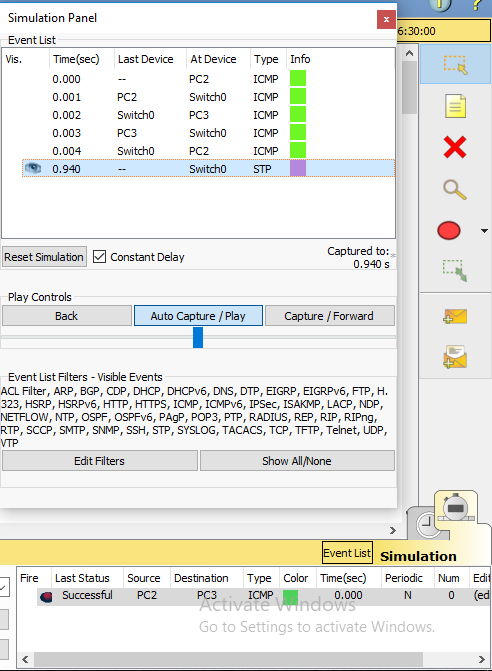 Simulation Panel
x
6:30:00
Event List
Vis. Time(sec) Last Device At Device Type Info
0.000 -- PC2 ICMP
0.001 PC2 Switch0 ICMP
0.002 Switch0 PC3 ICMP
0.003 PC3 Switch0 ICMP
0.004 Switch0 PC2 ICMP
0.940 -- Switch0 STP
Reset Simulation Constant Delay Captured to: *
0.940 s
Play Controls
Back Auto Capture / Play Capture / Forward
Event List Filters - Visible Events
ACL Filter, ARP, BGP, CDP, DHCP, DHCPv6, DNS, DTP, EIGRP, EIGRPv6, FTP, H.
323, HSRP, HSRPv6, HTTP, HTTPS, ICMP, ICMPv6, IPSec, ISAKMP, LACP, NDP,
NETFLOW, NTP, OSPF, OSPFv6, PAgP, POP3, PTP, RADIUS, REP, RIP, RIPng,
RTP, SCCP, SMTP, SNMP, SSH, STP, SYSLOG, TACACS, TCP, TFTP, Telnet, UDP,
VTP
Edit Filters Show All/None
Event List Simulation
Fire Last Status Source Destination Type Color Time(sec) Periodic Num Edit
Successful PC2 PC3 ICMP 0.000 N 0 (ed
Activate Windows
Go to Settings to activate Windows.